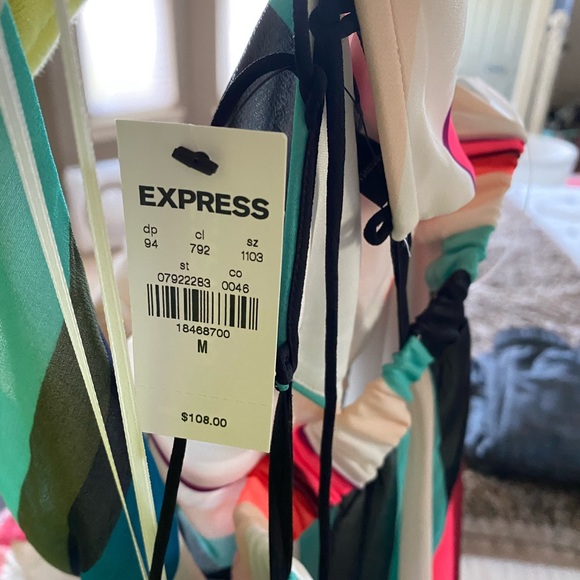 EXPRESS
dp cl sz
94 792 1103
st co
07922283 0046
18468700
M
$108.00